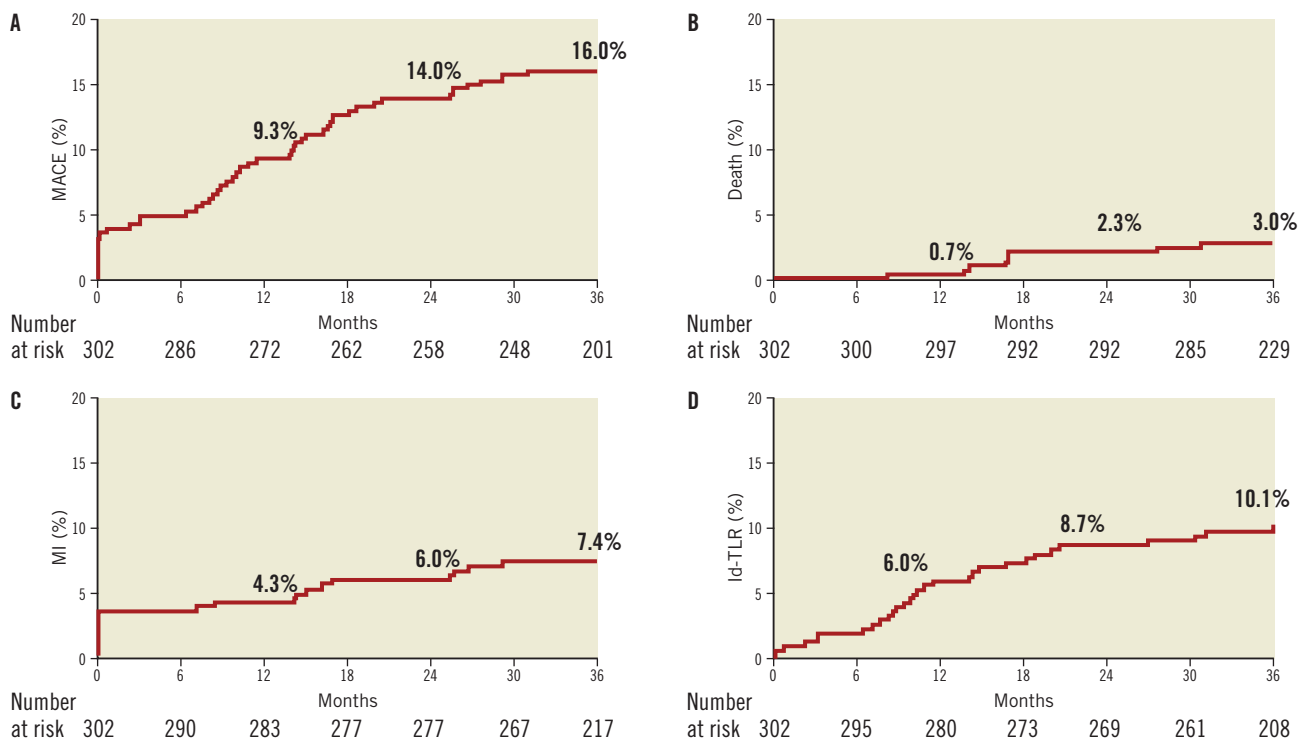 A
MACE (%)
20
15
10
5
0
9.3%
14.0%
16.0%
0 6 12 18 24 30 36
Months
Number
at risk 302 286 272 262 258 248 201
B
Death (%)
20
15
10
5
0
0.7%
2.3%
3.0%
0 6 12 18 24 30 36
Months
Number
at risk 302 300 297 292 292 285 229
C
MI (%)
20
15
10
5
0
4.3%
6.0%
7.4%
0 6 12 18 24 30 36
Months
Number
at risk 302 290 283 277 277 267 217
D
Id-TLR (%)
20
15
10
5
0
6.0%
8.7%
10.1%
0 6 12 18 24 30 36
Months
Number
at risk 302 295 280 273 269 261 208